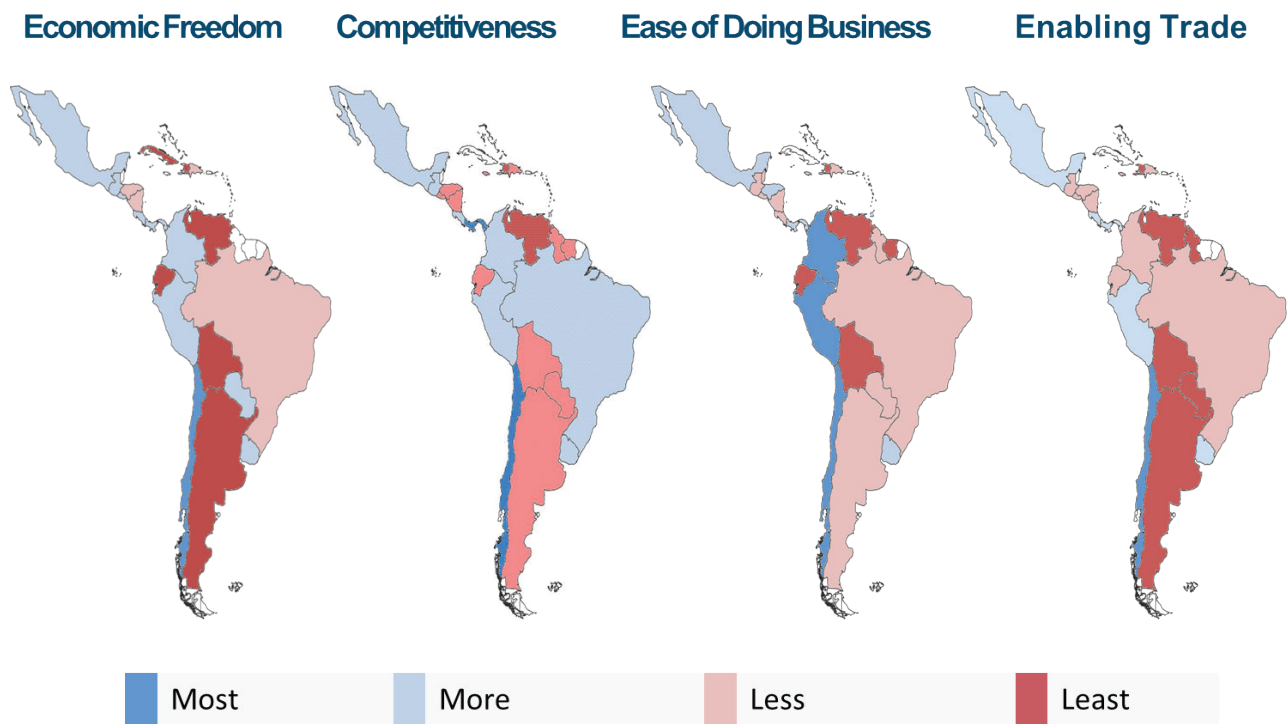 Economic Freedom
Competitiveness
Ease of Doing Business
Enabling Trade
Most
More
Less
Least